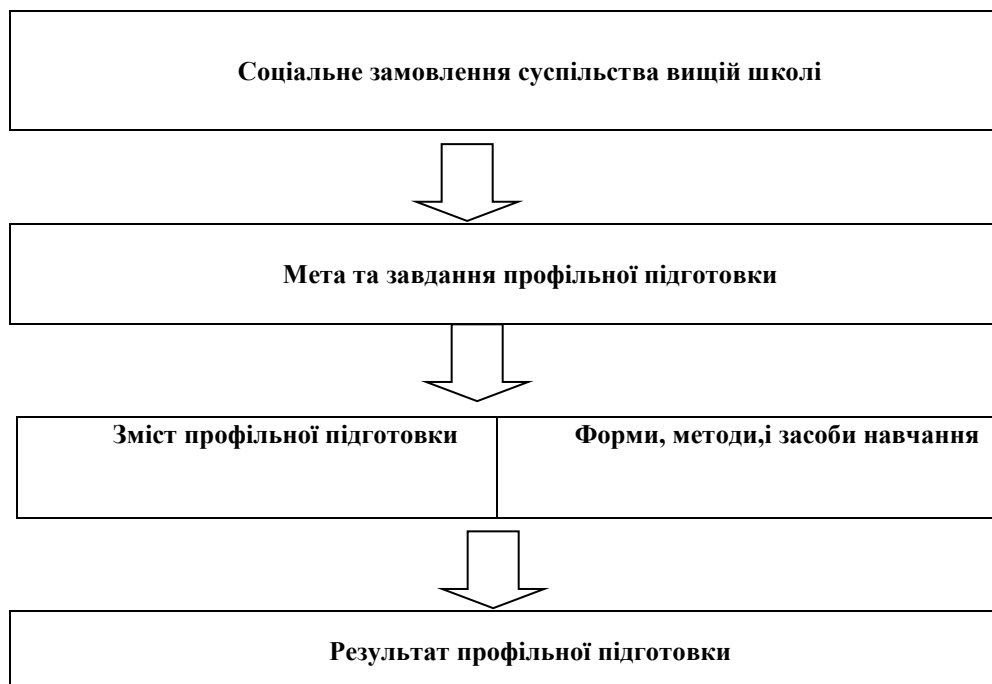 Соціальне замовлення суспільства вищій школі
Мета та завдання профільної підготовки
Зміст профільної підготовки
Форми, методи,і засоби навчання
Результат профільної підготовки